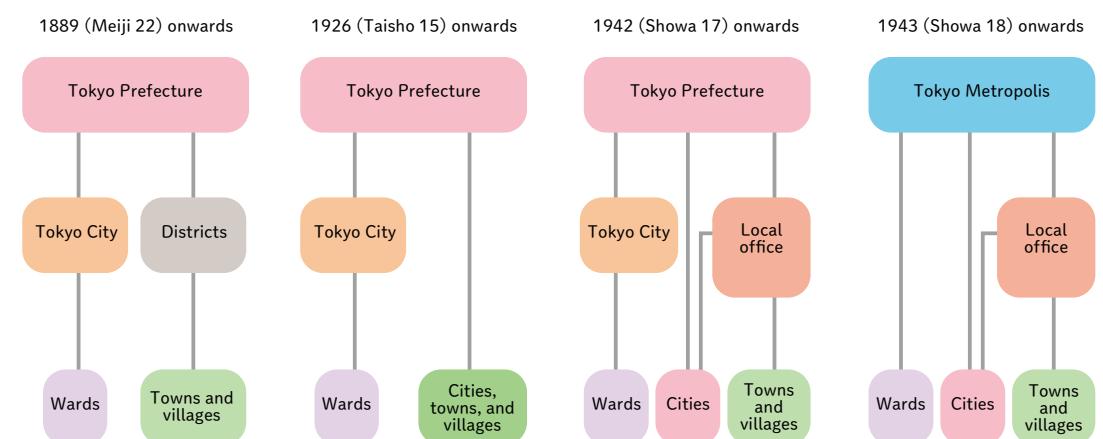 1889 (Meiji 22) onwards
Tokyo Prefecture
Tokyo City
Districts
Wards
Towns and
villages
1926 (Taisho 15) onwards
Tokyo Prefecture
Tokyo City
Wards
Cities,
towns, and
villages
1942 (Showa 17) onwards
Tokyo Prefecture
Tokyo City
Local
office
Wards
Cities
Towns
and
villages
1943 (Showa 18) onwards
Tokyo Metropolis
Local
office
Wards
Cities
Towns
and
villages